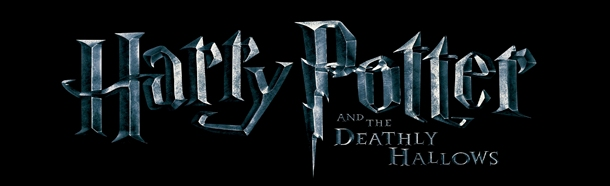 Harry Potter
AND THE
DEATHLY
HALLOWS